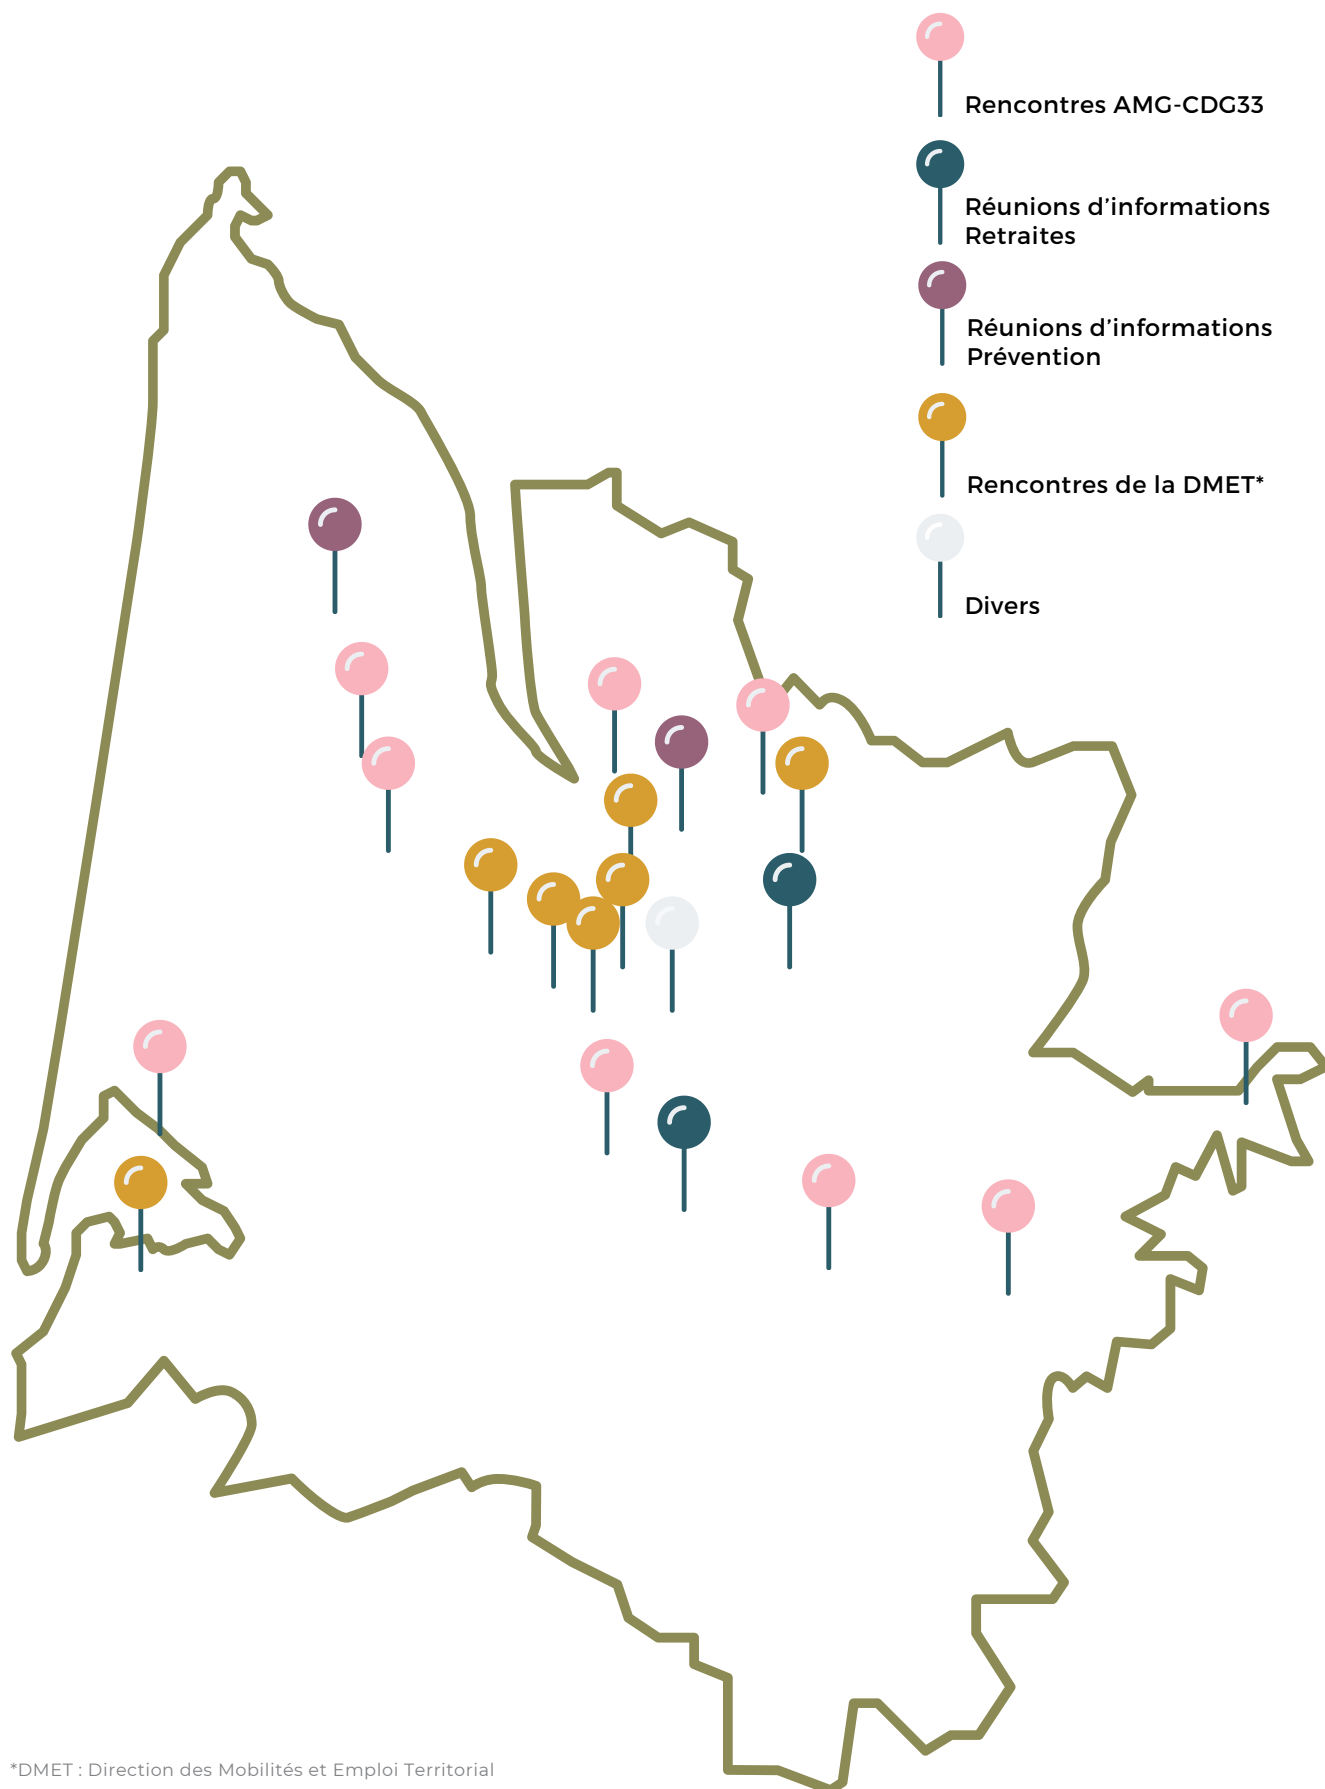 Rencontres AMG-CDG33
Réunions d’informations
Retraites
Réunions d’informations
Prévention
Rencontres de la DMET*
Divers
*DMET : Direction des Mobilités et Emploi Territorial